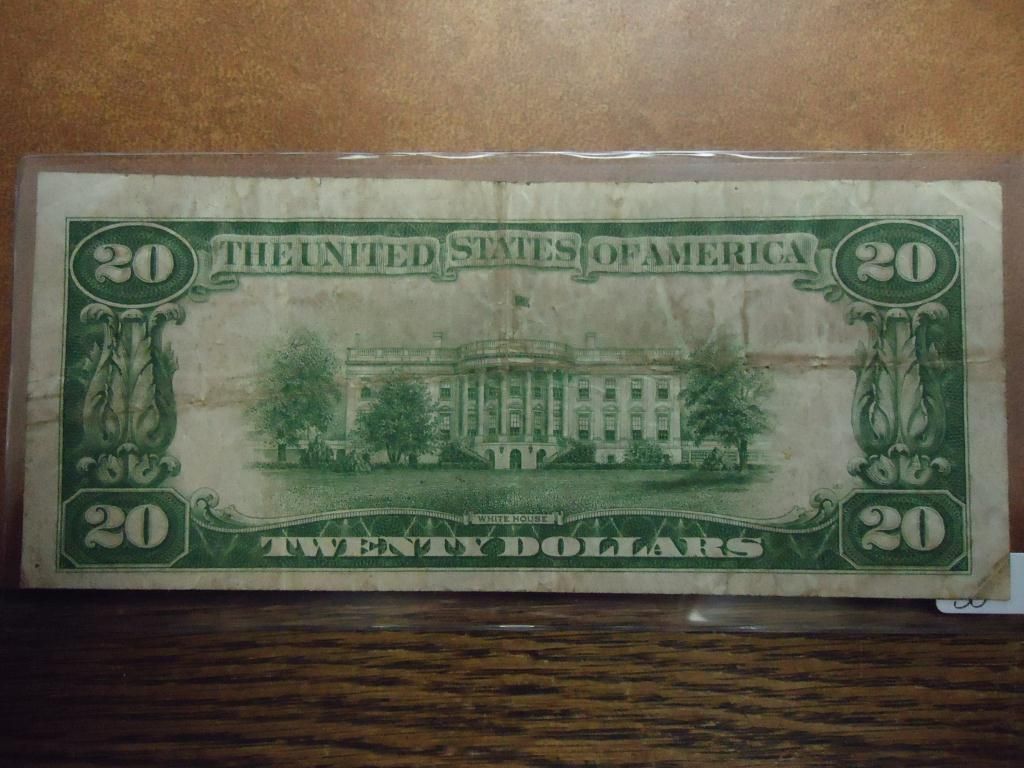 20 THE UNITED STATES OF AMERICA 20
WHITE HOUSE
20 TWENTY DOLLARS 20